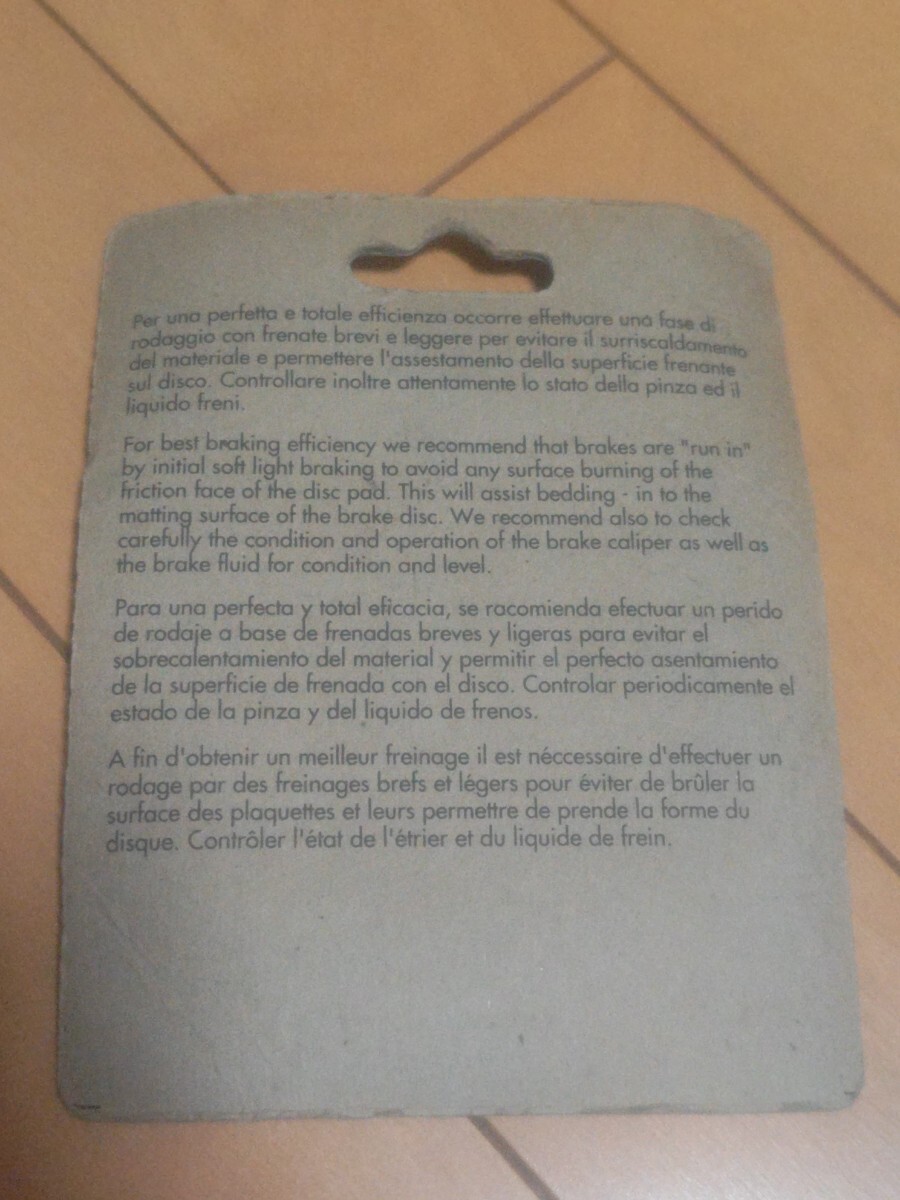 Per una perfetta e totale efficienza occorre effettuare una fase di
rodaggio con frenate brevi e leggere per evitare il surriscaldamento
del materiale e permettere l'assestamento della superficie frenante
sul disco. Controllare inoltre attentamente lo stato della pinza ed il
liquido freni.
For best braking efficiency we recommend that brakes are "run in"
by initial soft light braking to avoid any surface burning of the
friction face of the disc pad. This will assist bedding - in to the
matting surface of the brake disc. We recommend also to check
carefully the condition and operation of the brake caliper as well as
the brake fluid for condition and level.
Para una perfecta y total eficacia, se racomienda efectuar un perido
de rodaje a base de frenadas breves y ligeras para evitar el
sobrecalentamiento del material y permitir el perfecto asentamiento
de la superficie de frenada con el disco. Controlar periodicamente el
estado de la pinza y del liquido de frenos.
A fin d'obtenir un meilleur freinage il est néccessaire d'effectuer un
rodage par des freinages brefs et légers pour éviter de brûler la
surface des plaquettes et leurs permettre de prende la forme du
disque. Contrôler l'état de l'étrier et du liquide de frein.